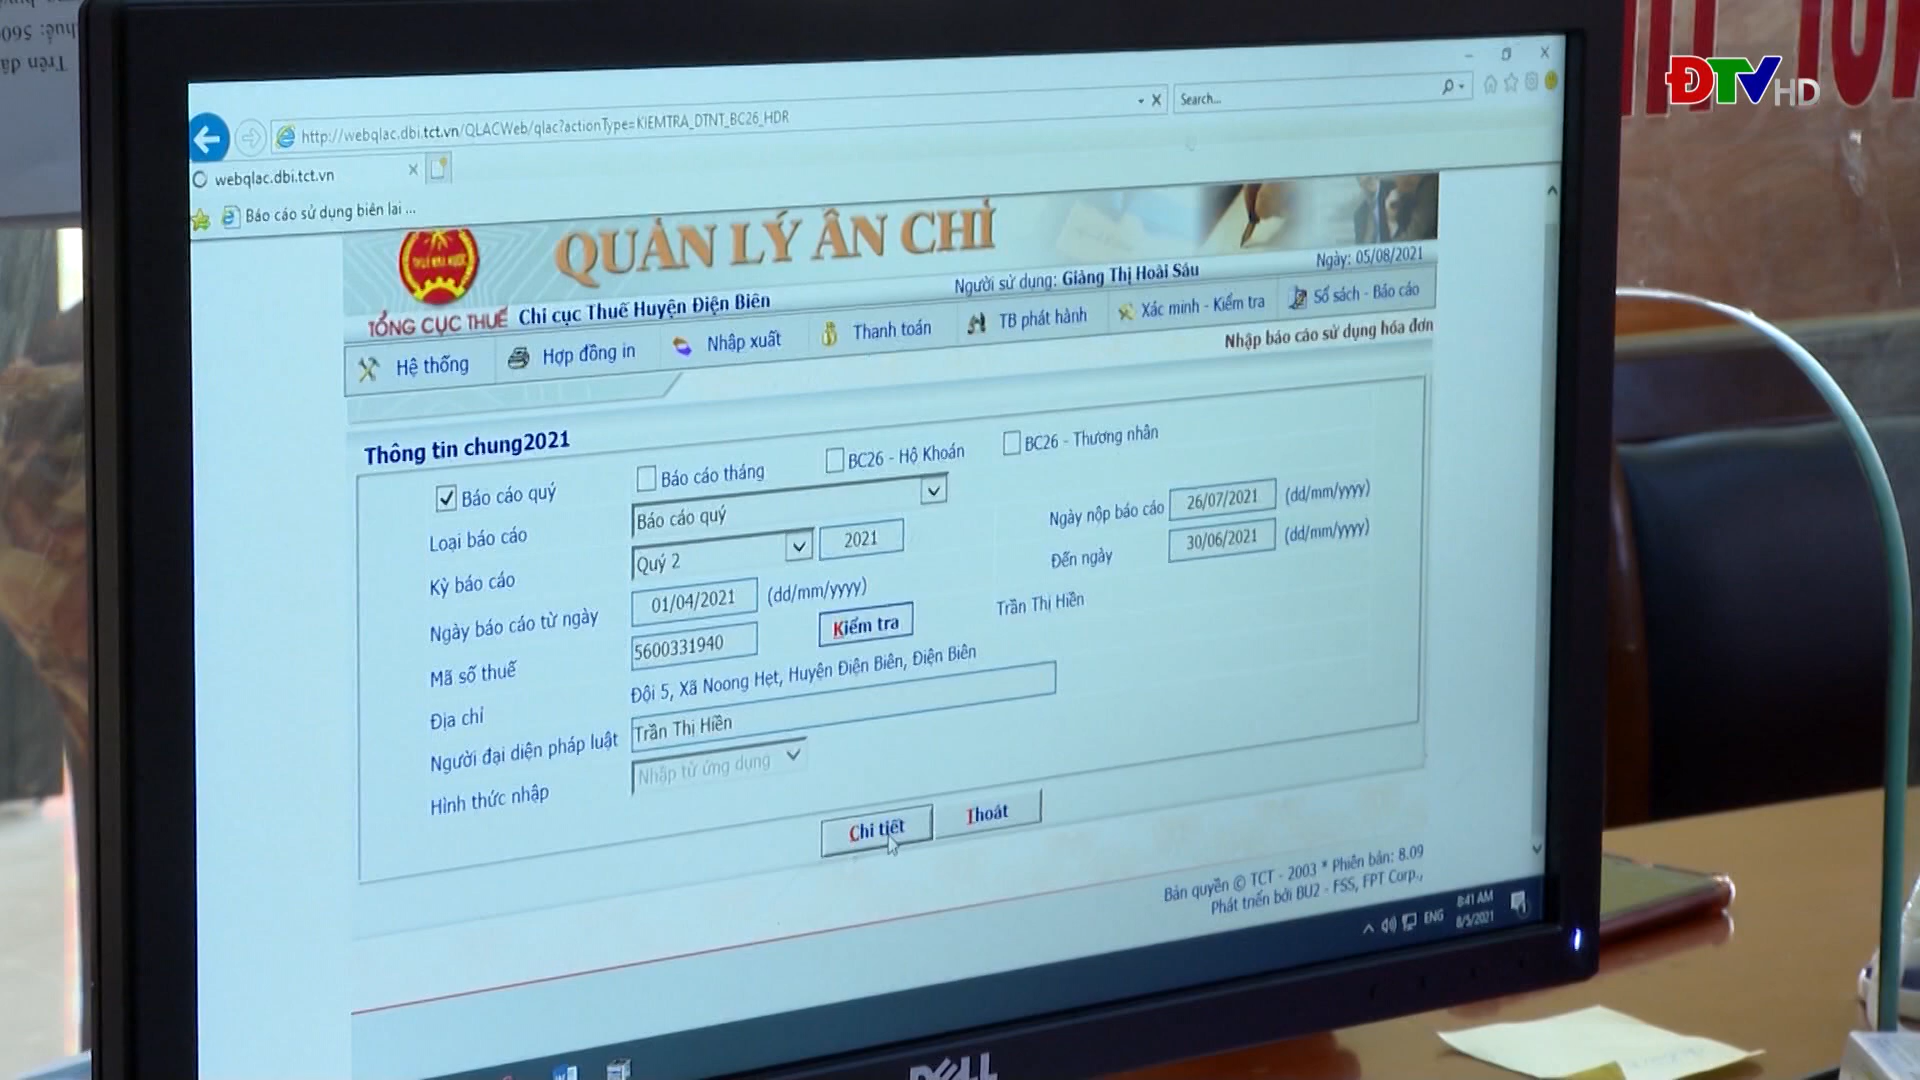 ĐTV HD
http://webqlac.dbi.tct.vn/QLACWeb/qlac?actionType=KIEMTRA_DTNT_BC26_HDR
Search...
webqlac.dbi.tct.vn
Báo cáo sử dụng biên lai ...
THUẾ NHÀ NƯỚC
QUẢN LÝ ẤN CHỈ
Ngày: 05/08/2021
Người sử dụng: Giảng Thị Hoài Sáu
TỔNG CỤC THUẾ Chi cục Thuế Huyện Điện Biên
Hệ thống Hợp đồng in Nhập xuất Thanh toán TB phát hành Xác minh - Kiểm tra Sổ sách - Báo cáo
Nhập báo cáo sử dụng hóa đơn
Thông tin chung2021
Báo cáo quý Báo cáo tháng BC26 - Hộ Khoán BC26 - Thương nhân
Loại báo cáo Báo cáo quý Ngày nộp báo cáo 26/07/2021 (dd/mm/yyyy)
Kỳ báo cáo Quý 2 2021 Đến ngày 30/06/2021 (dd/mm/yyyy)
Ngày báo cáo từ ngày 01/04/2021 (dd/mm/yyyy)
Mã số thuế 5600331940 Kiểm tra Trần Thị Hiền
Địa chỉ Đội 5, Xã Noong Hẹt, Huyện Điện Biên, Điện Biên
Người đại diện pháp luật Trần Thị Hiền
Hình thức nhập Nhập từ ứng dụng
Chi tiết Thoát
Bản quyền © TCT - 2003 * Phiên bản: 8.09
Phát triển bởi BU2 - FSS, FPT Corp.,
ENG 8:41 AM
8/5/2021
DELL